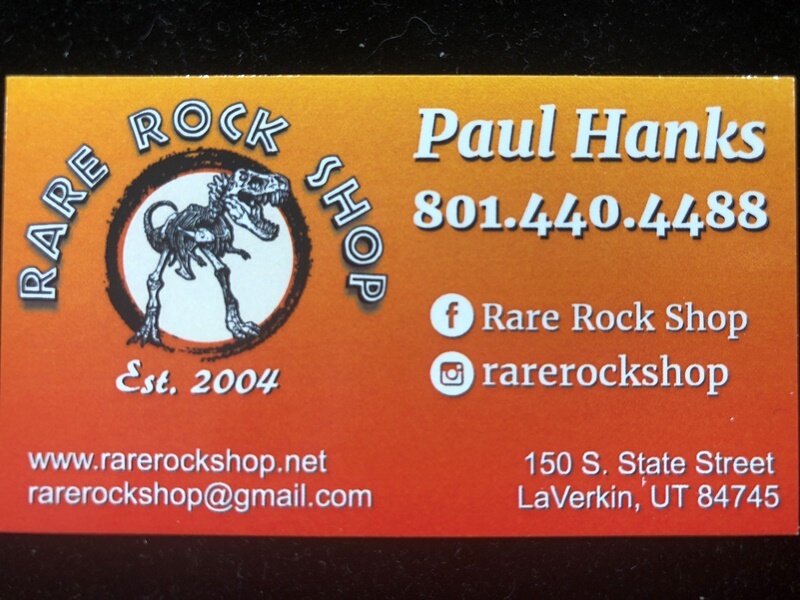 RARE ROCK SHOP
Est. 2004
Paul Hanks
801.440.4488
Rare Rock Shop
rarerockshop
www.rarerockshop.net
rarerockshop@gmail.com
150 S. State Street
LaVerkin, UT 84745